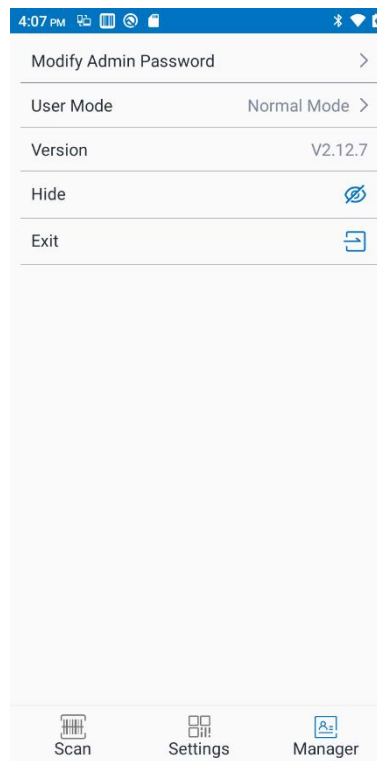 4:07 PM
Modify Admin Password
User Mode Normal Mode
Version V2.12.7
Hide
Exit
Scan Settings Manager